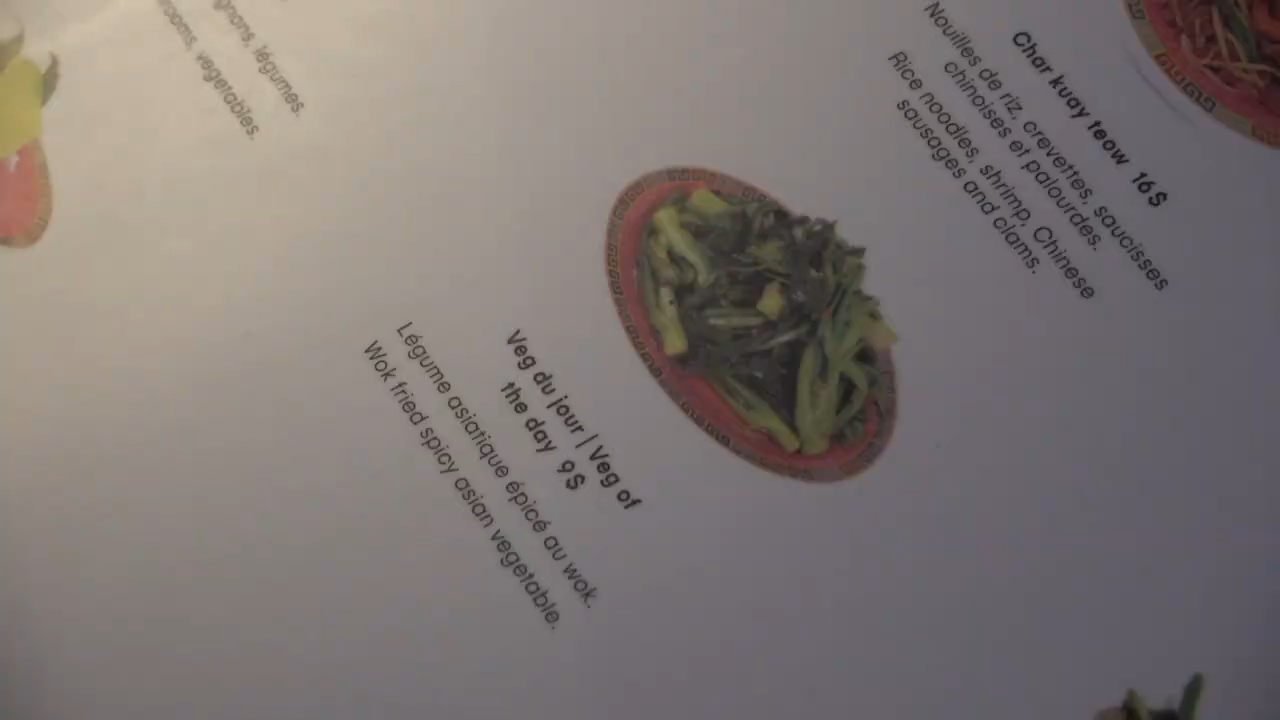 gnons, légumes.
ooms, vegetables.
Char kuay teow 16$
Nouilles de riz, crevettes, saucisses
chinoises et palourdes.
Rice noodles, shrimp, Chinese
sausages and clams.
Veg du jour | Veg of
the day 9$
Légume asiatique épicé au wok.
Wok fried spicy asian vegetable.